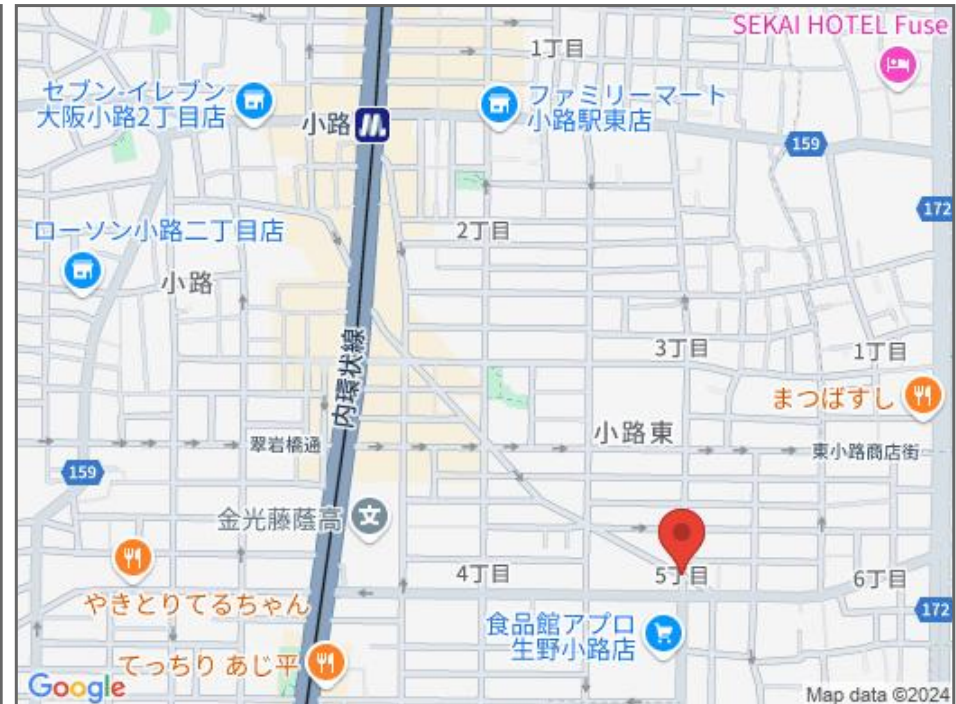 SEKAI HOTEL Fuse
1丁目
セブン-イレブン
大阪小路2丁目店
小路
ファミリーマート
小路駅東店
159
172
ローソン小路二丁目店
2丁目
小路
内環状線
3丁目
1丁目
まつばすし
小路東
翠岩橋通
東小路商店街
159
金光藤蔭高
文
4丁目
5丁目
6丁目
やきとりてるちゃん
172
食品館アプロ
生野小路店
てっちり あじ平
Google
Map data ©2024